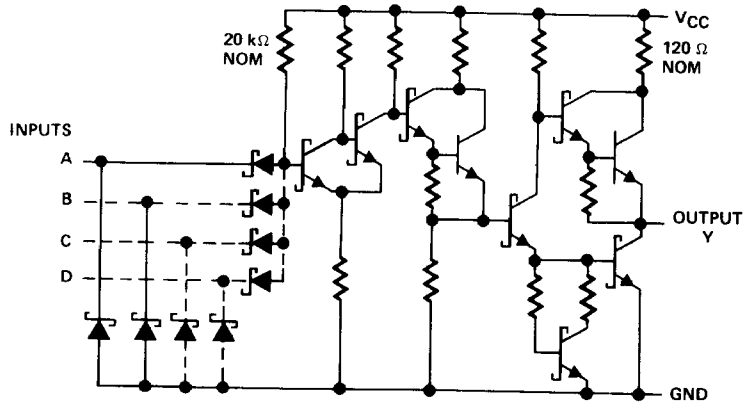 VCC
20 kΩ
NOM
120 Ω
NOM
INPUTS
A
B
C
D
OUTPUT
Y
GND